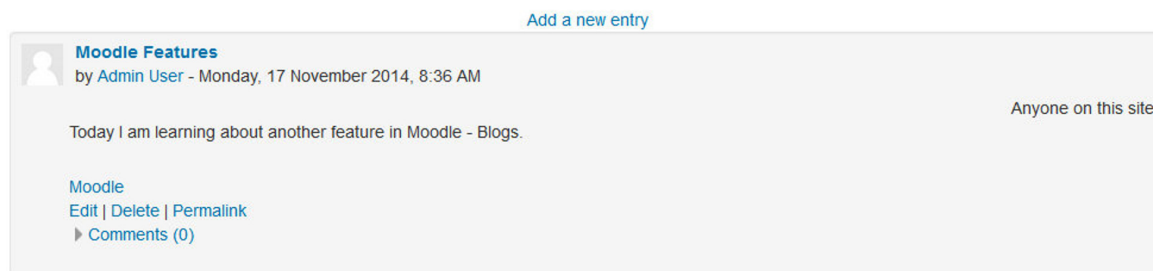 Add a new entry
Moodle Features
by Admin User - Monday, 17 November 2014, 8:36 AM
Anyone on this site
Today I am learning about another feature in Moodle - Blogs.
Moodle
Edit | Delete | Permalink
Comments (0)